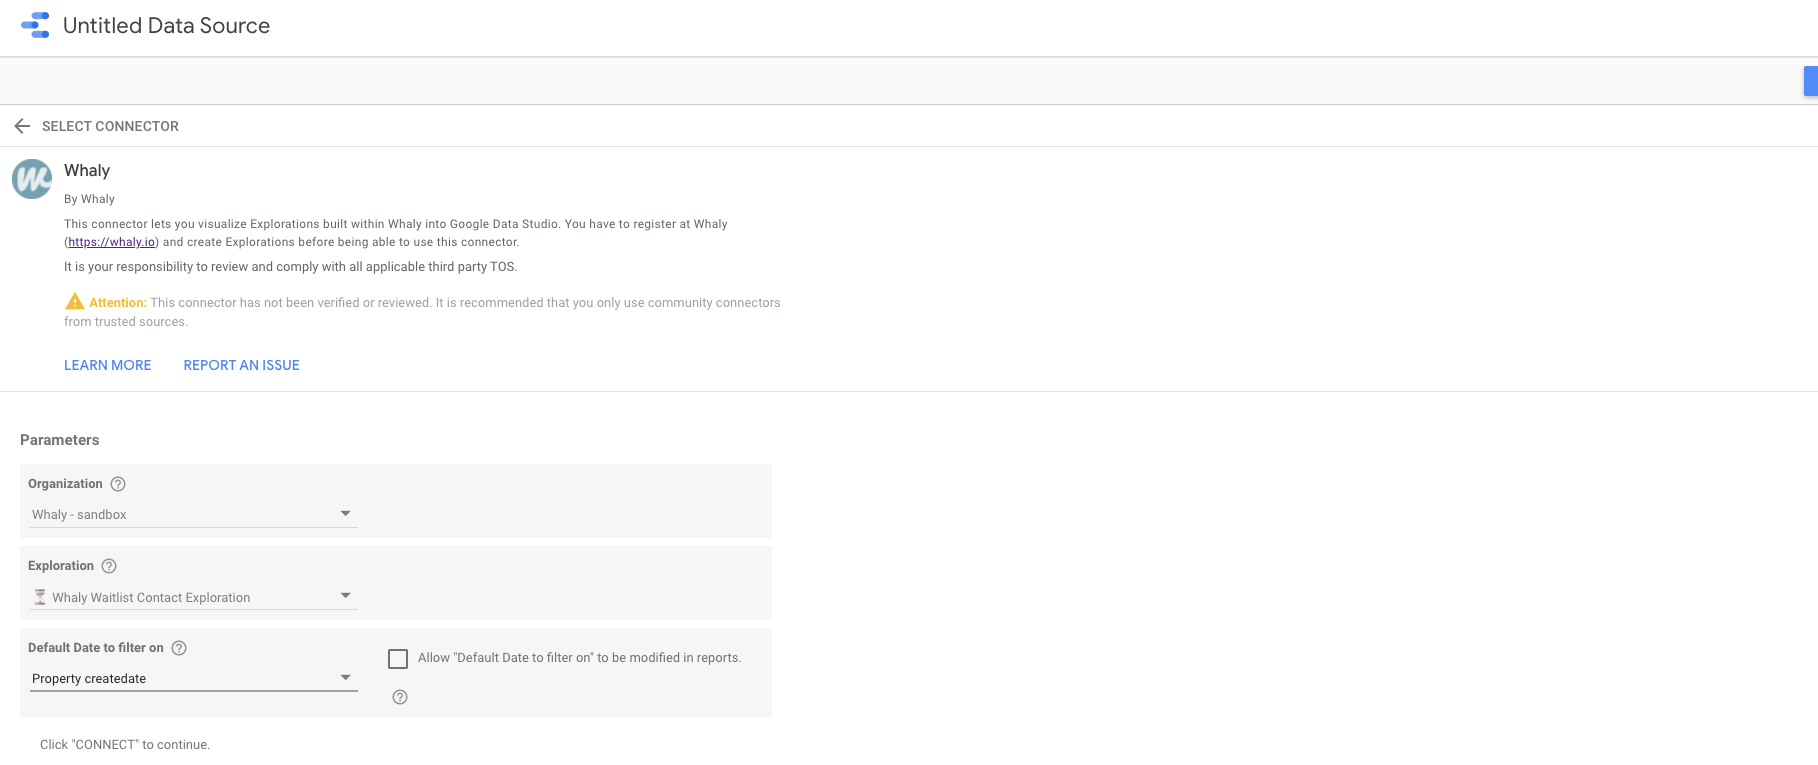 Untitled Data Source
SELECT CONNECTOR
Whaly
By Whaly
This connector lets you visualize Explorations built within Whaly into Google Data Studio. You have to register at Whaly
(https://whaly.io) and create Explorations before being able to use this connector.
It is your responsibility to review and comply with all applicable third party TOS.
Attention: This connector has not been verified or reviewed. It is recommended that you only use community connectors
from trusted sources.
LEARN MORE REPORT AN ISSUE
Parameters
Organization
Whaly - sandbox
Exploration
⏳ Whaly Waitlist Contact Exploration
Default Date to filter on
Allow "Default Date to filter on" to be modified in reports.
Property createdate
Click "CONNECT" to continue.